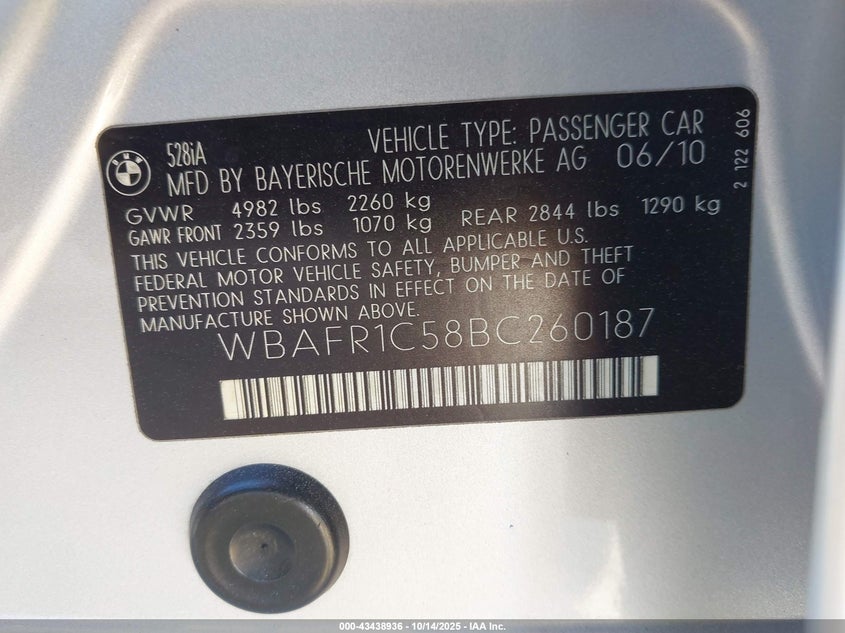 BMW
528iA
VEHICLE TYPE: PASSENGER CAR
MFD BY BAYERISCHE MOTORENWERKE AG 06/10
GVWR 4982 lbs 2260 kg
GAWR FRONT 2359 lbs 1070 kg REAR 2844 lbs 1290 kg
THIS VEHICLE CONFORMS TO ALL APPLICABLE U.S.
FEDERAL MOTOR VEHICLE SAFETY, BUMPER AND THEFT
PREVENTION STANDARDS IN EFFECT ON THE DATE OF
MANUFACTURE SHOWN ABOVE.
WBAFR1C58BC260187
2 122 606
000-43438936 - 10/14/2025 - IAA Inc.